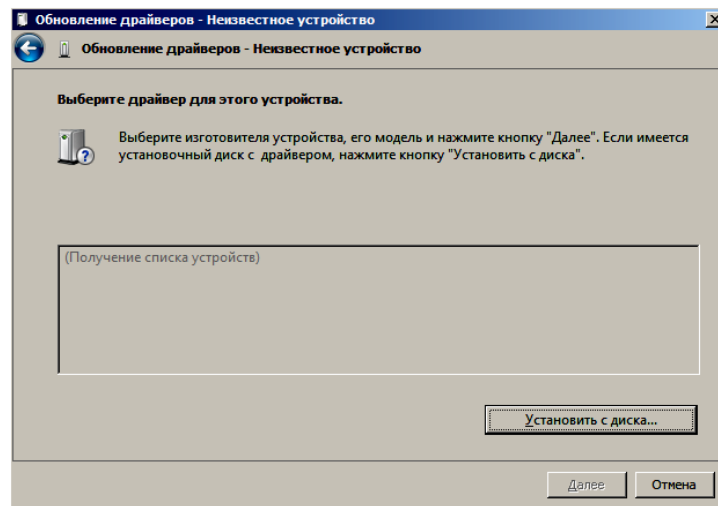 Обновление драйверов - Неизвестное устройство
Обновление драйверов - Неизвестное устройство
Выберите драйвер для этого устройства.
Выберите изготовителя устройства, его модель и нажмите кнопку "Далее". Если имеется
установочный диск с драйвером, нажмите кнопку "Установить с диска".
(Получение списка устройств)
Установить с диска...
Далее Отмена